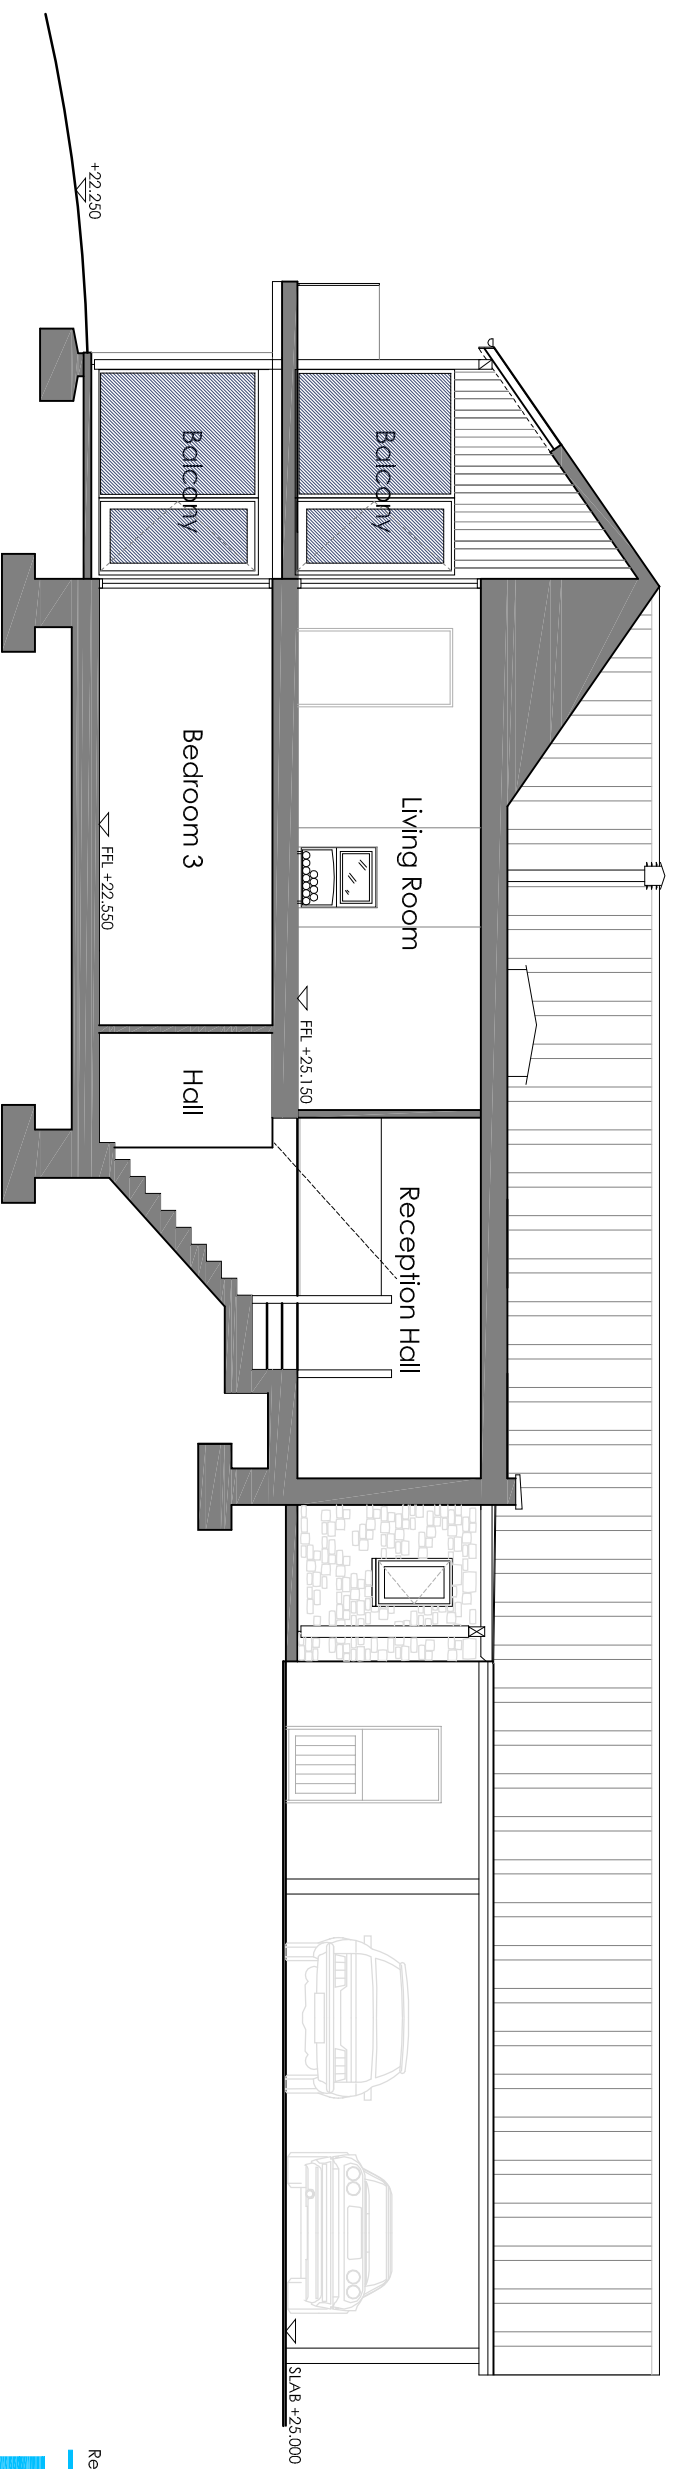 +22.250
Balcony
Balcony
Living Room
Bedroom 3
FFL +22.550
FFL +25.150
Hall
Reception Hall
SLAB +25.000
Re